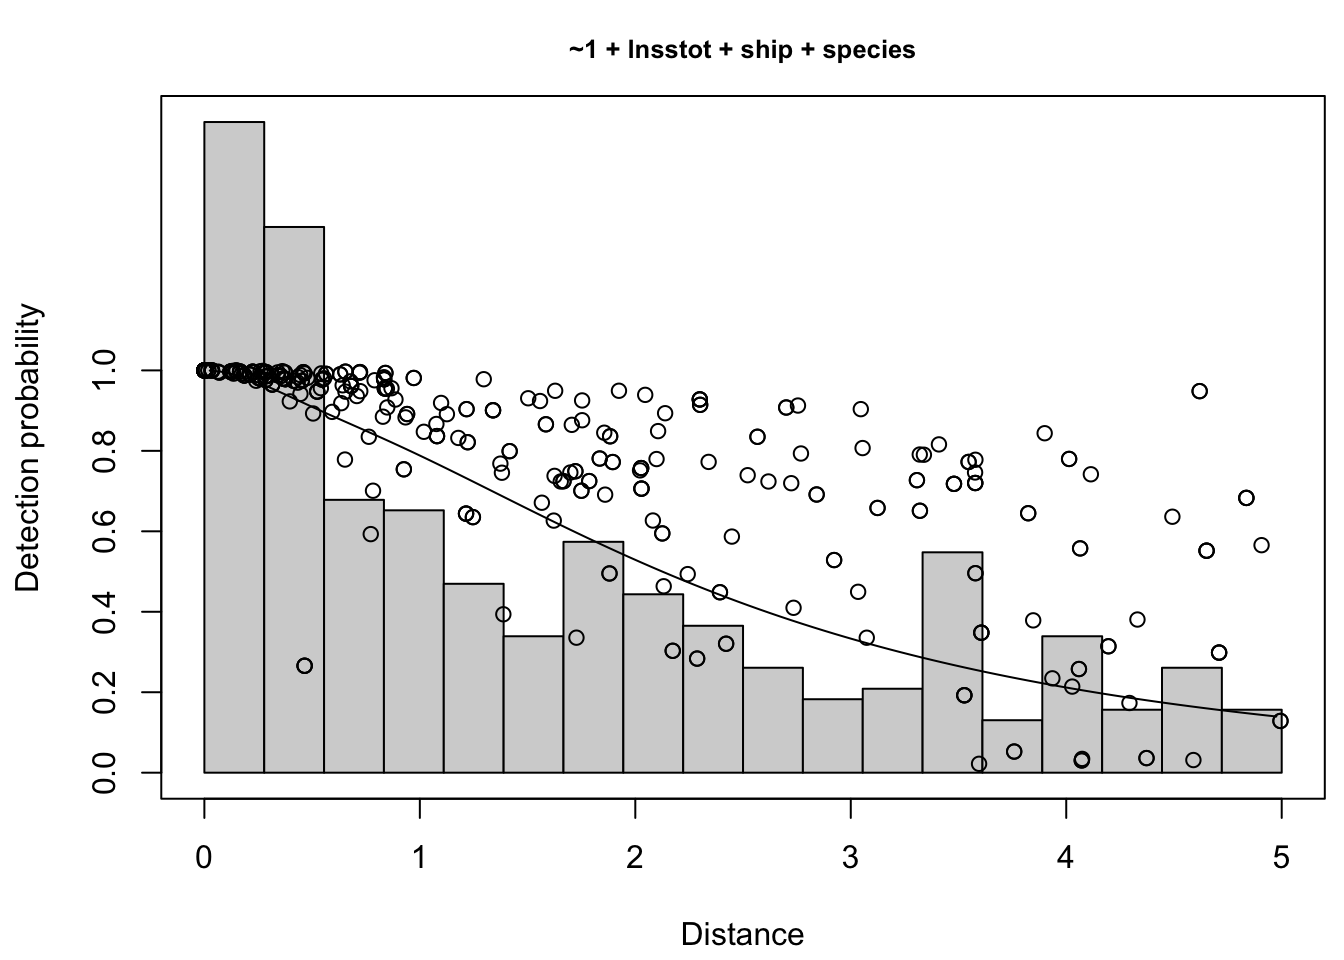 ~1 + lnsstot + ship + species
Detection probability
1.0
0.8
0.6
0.4
0.2
0.0
0 1 2 3 4 5
Distance